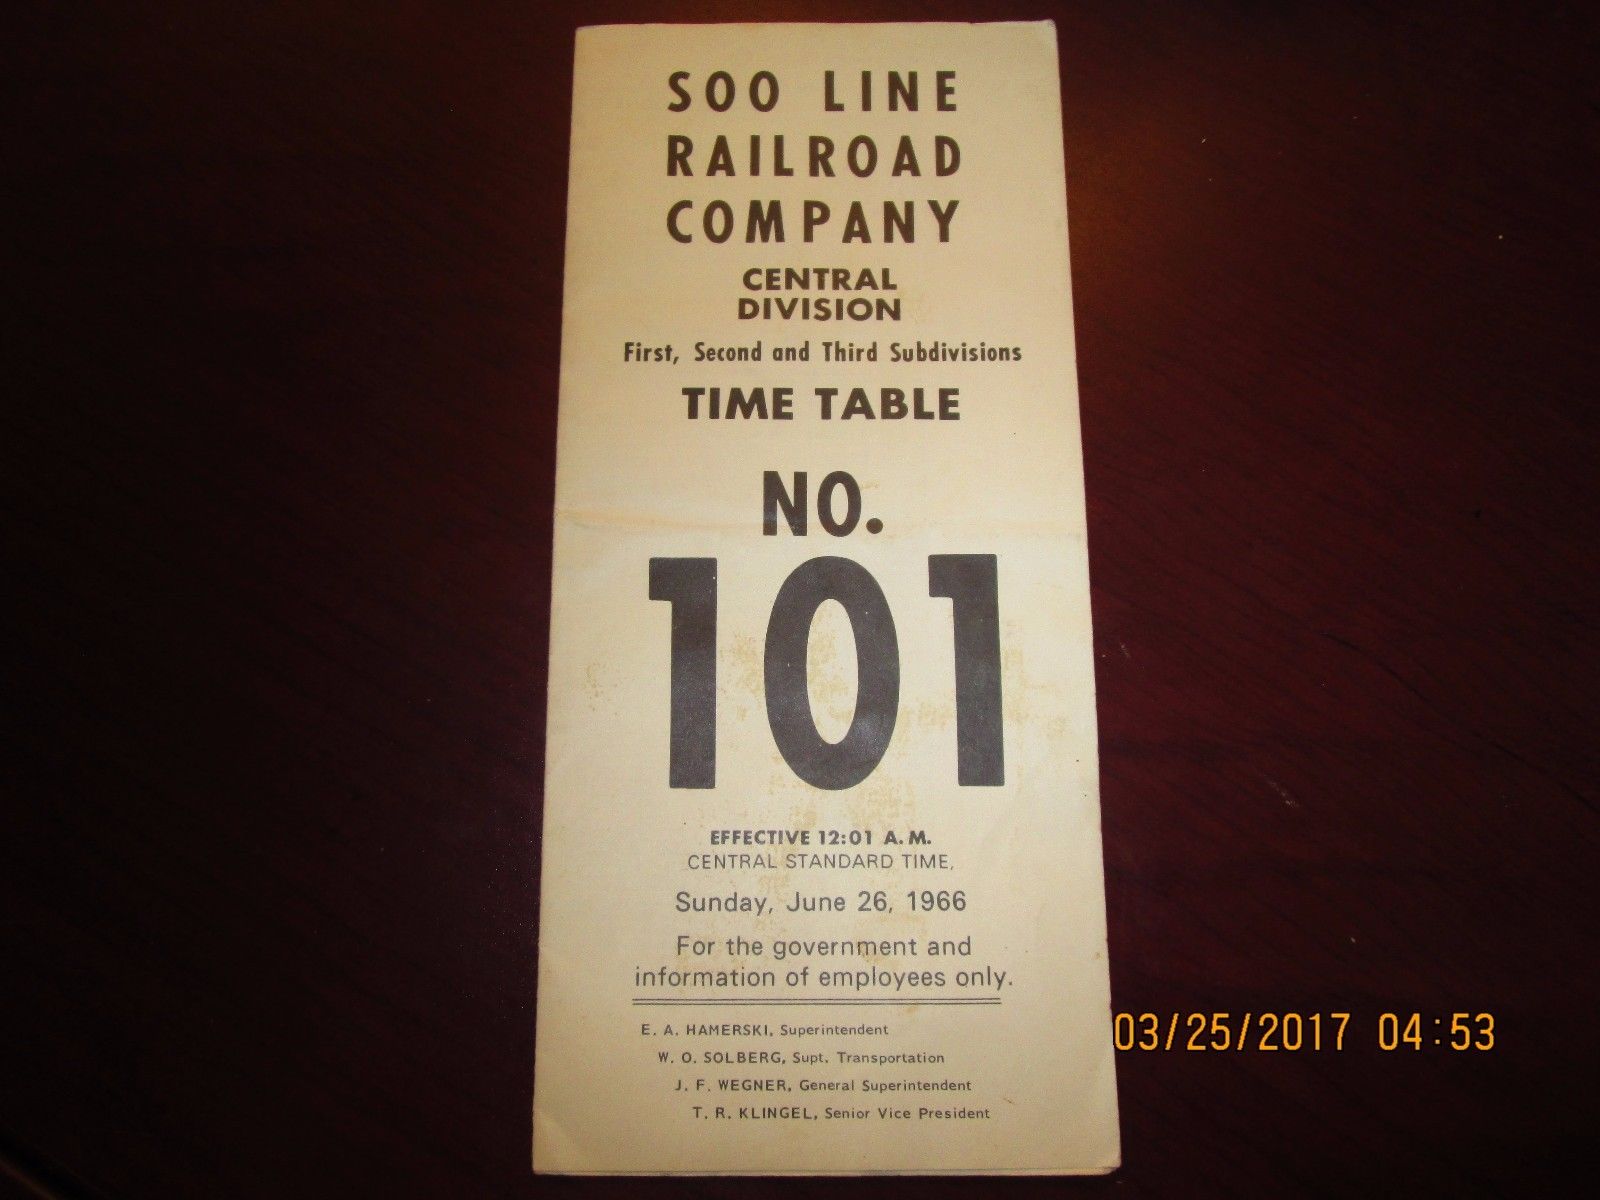 SOO LINE
RAILROAD
COMPANY
CENTRAL
DIVISION
First, Second and Third Subdivisions
TIME TABLE
NO.
101
EFFECTIVE 12:01 A. M.
CENTRAL STANDARD TIME,
Sunday, June 26, 1966
For the government and
information of employees only.
E. A. HAMERSKI, Superintendent
W. O. SOLBERG, Supt. Transportation
J. F. WEGNER, General Superintendent
T. R. KLINGEL, Senior Vice President
03/25/2017 04:53